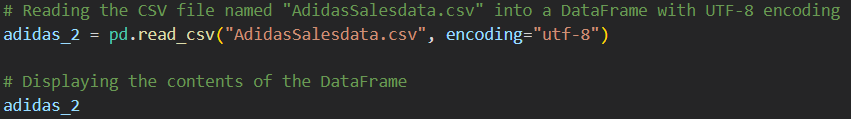 # Reading the CSV file named "AdidasSalesdata.csv" into a DataFrame with UTF-8 encoding
adidas_2 = pd.read_csv("AdidasSalesdata.csv", encoding="utf-8")
# Displaying the contents of the DataFrame
adidas_2